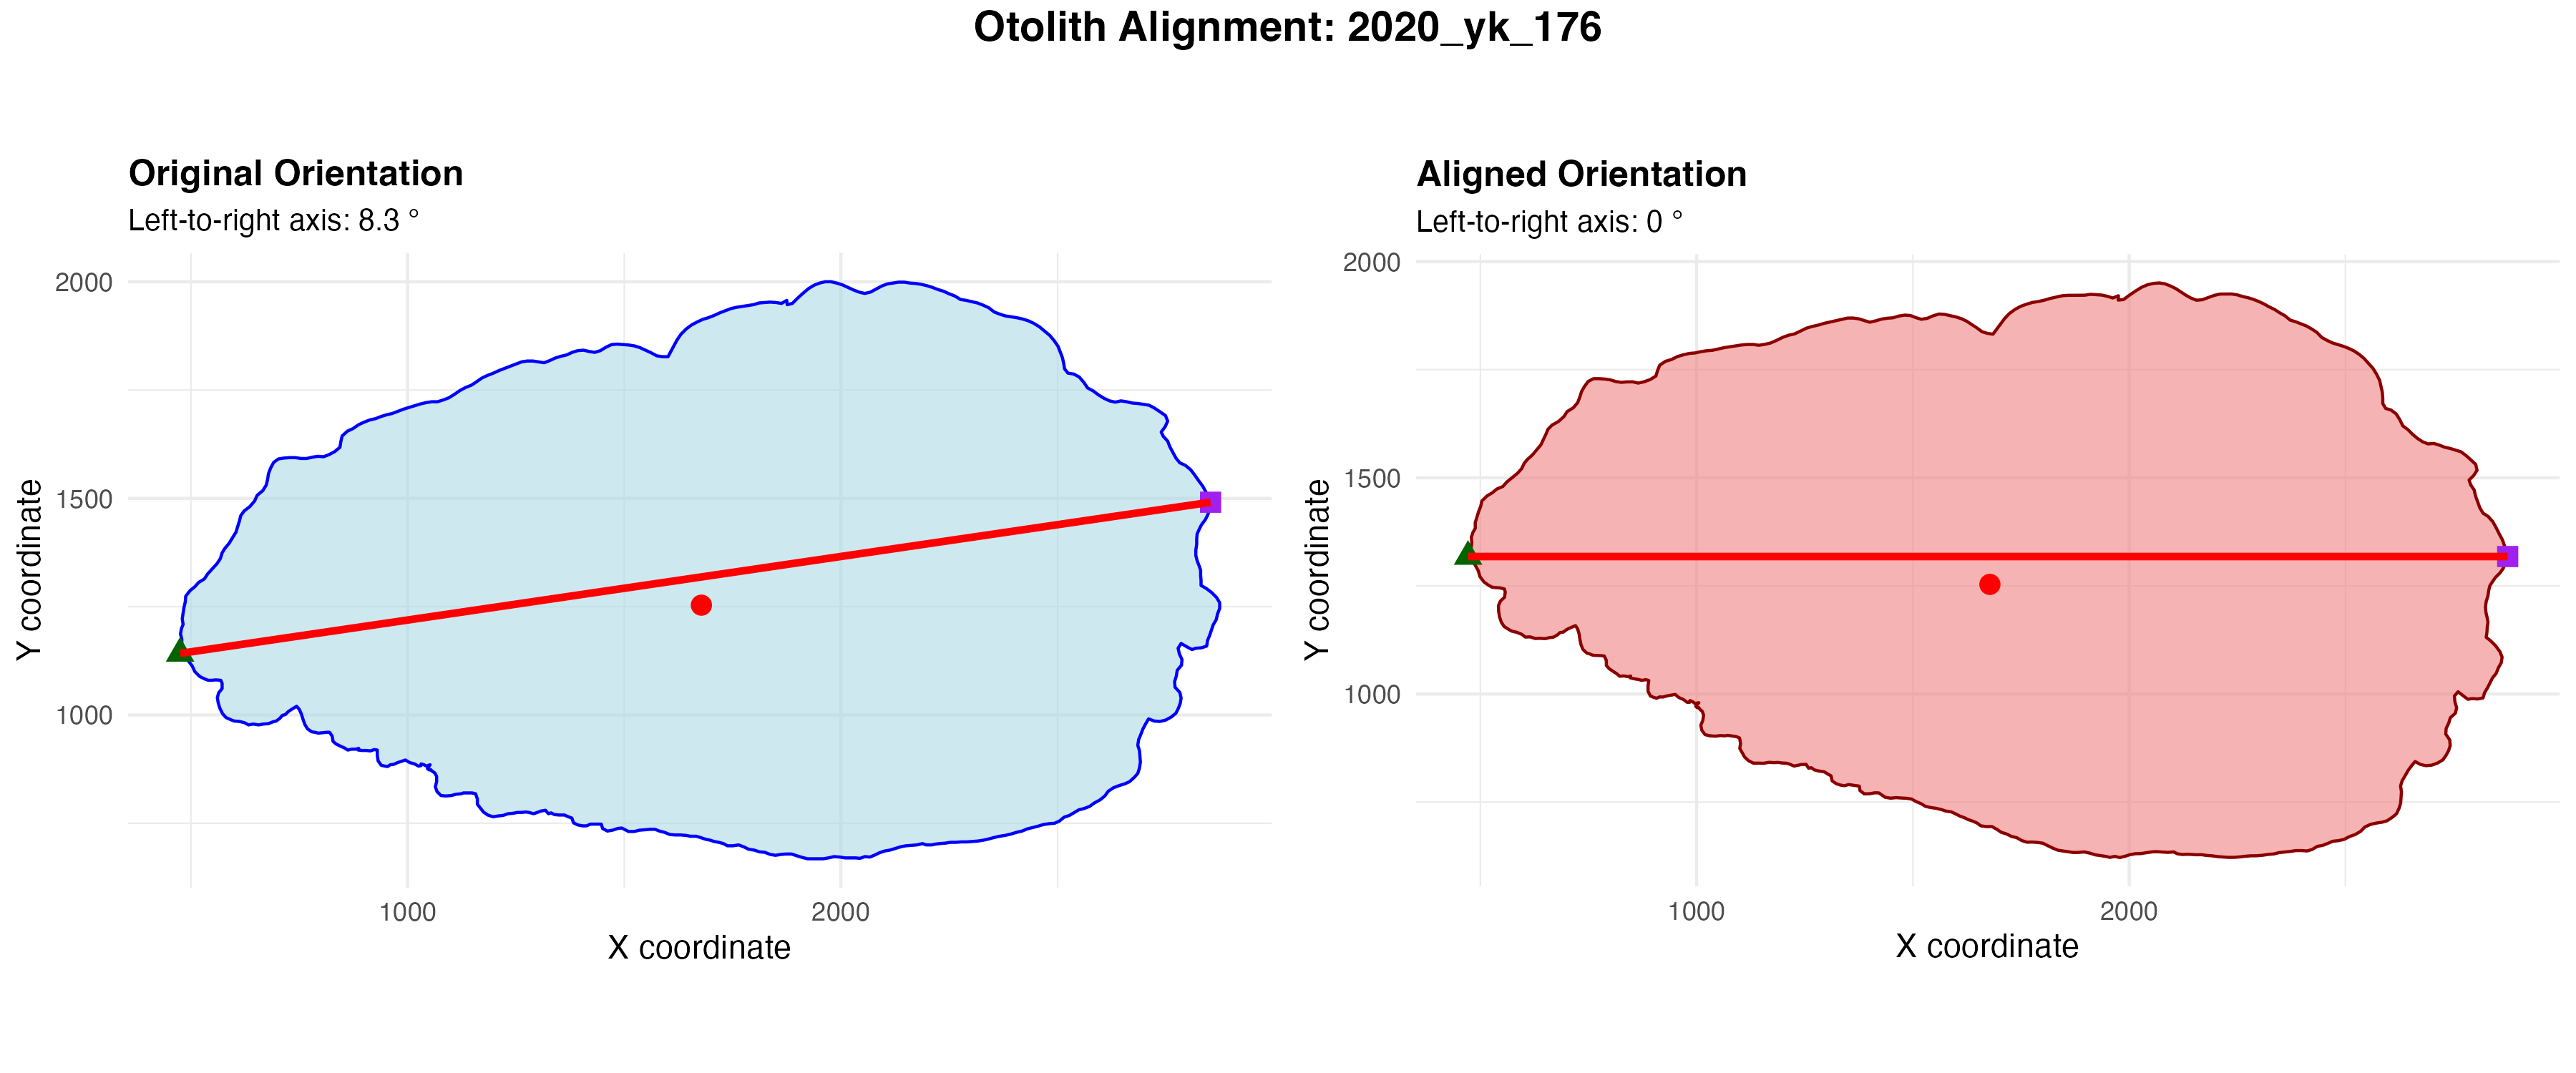 Otolith Alignment: 2020_yk_176
Original Orientation
Left-to-right axis: 8.3 °
2000
1500
1000
Y coordinate
1000
2000
X coordinate
Aligned Orientation
Left-to-right axis: 0 °
2000
1500
1000
Y coordinate
1000
2000
X coordinate